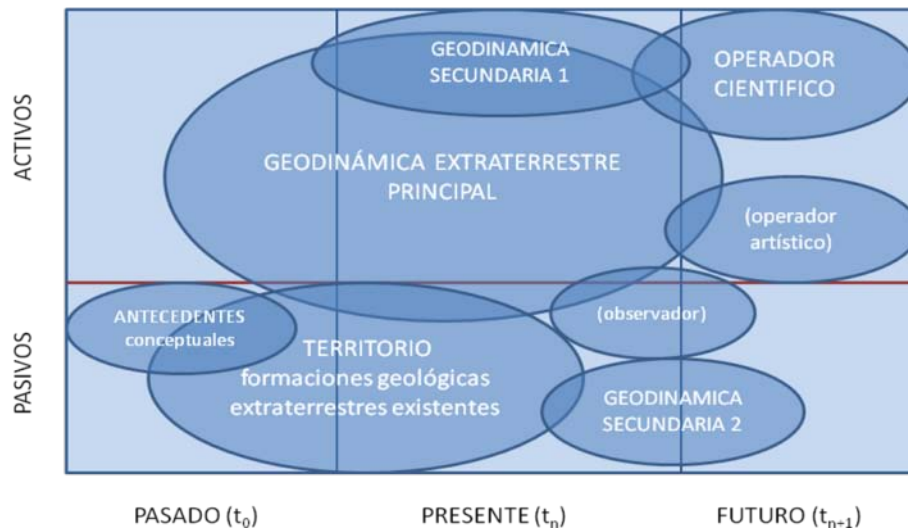 GEODINAMICA
SECUNDARIA 1
OPERADOR
CIENTIFICO
GEODINÁMICA EXTRATERRESTRE
PRINCIPAL
(operador
artístico)
ACTIVOS
ANTECEDENTES
conceptuales
(observador)
TERRITORIO
formaciones geológicas
extraterrestres existentes
GEODINAMICA
SECUNDARIA 2
PASIVOS
PASADO (t0)
PRESENTE (tn)
FUTURO (tn+1)